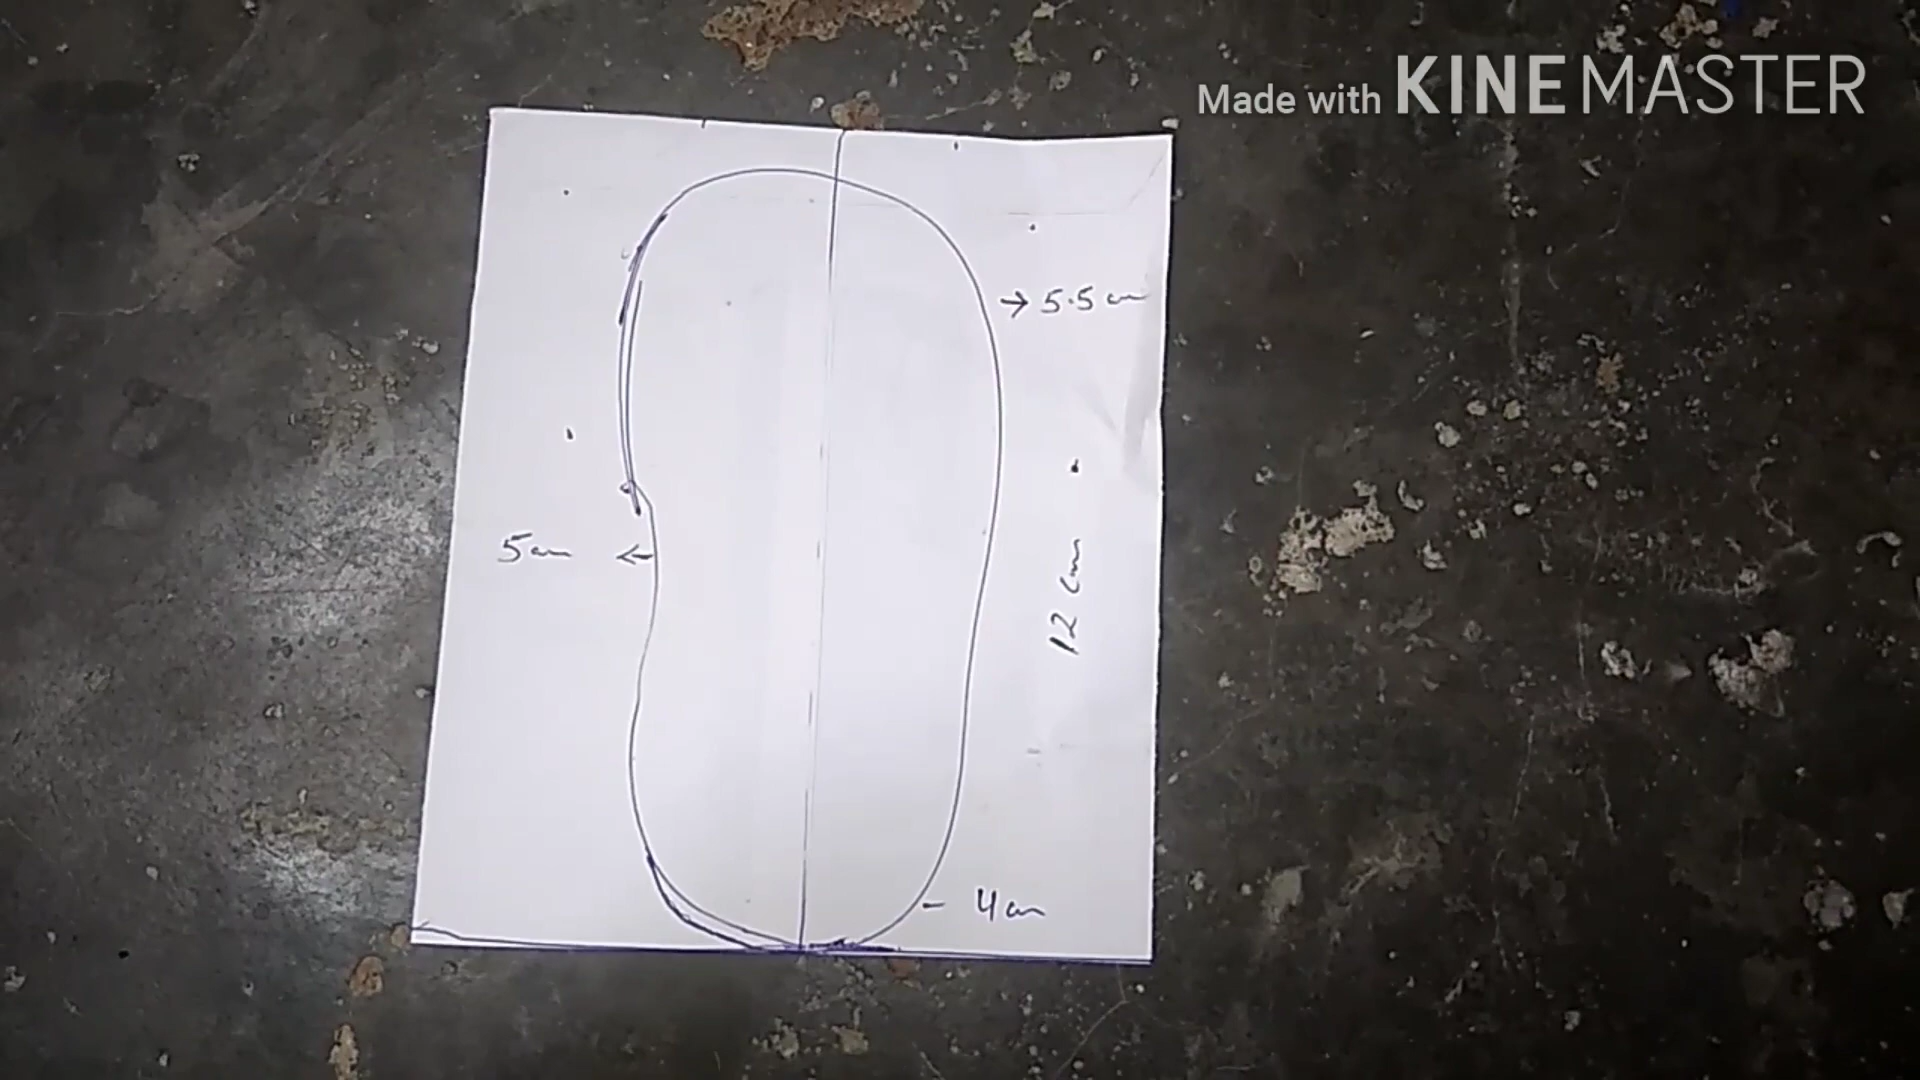 Made with KINEMASTER
→ 5.5 cm
5 cm ←
12 cm
- 4 cm